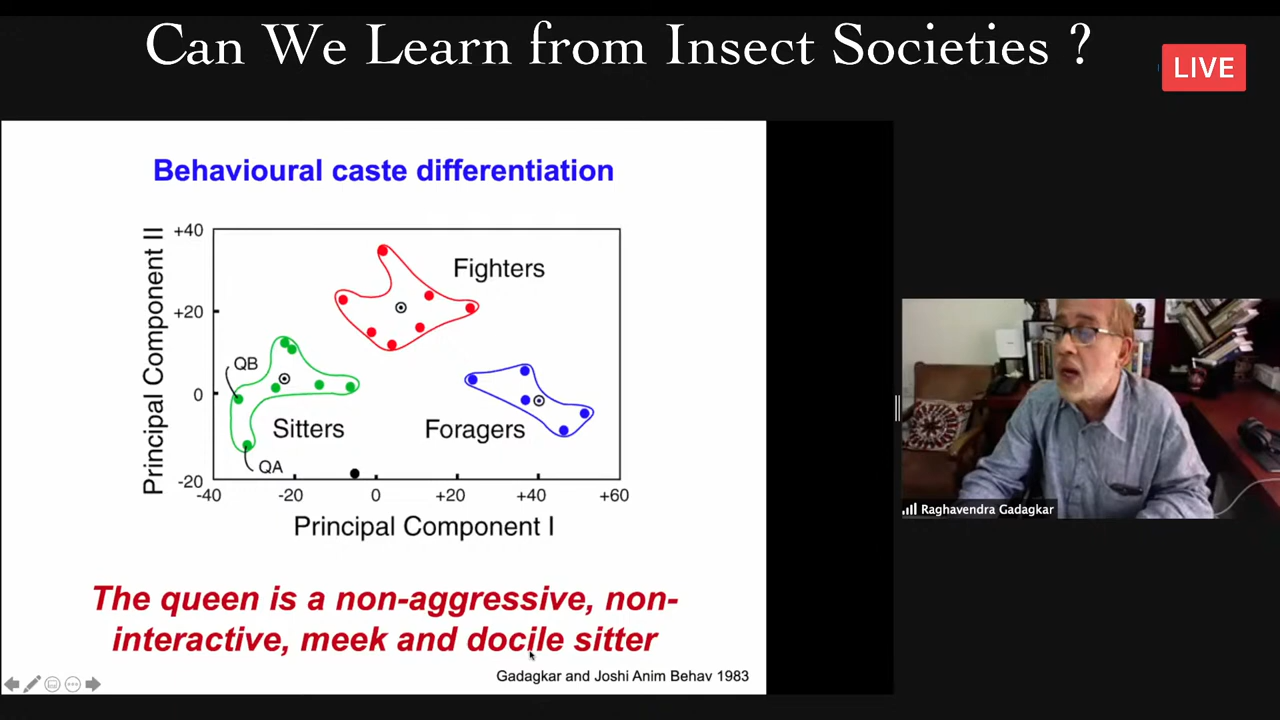 Can We Learn from Insect Societies ?
LIVE
Behavioural caste differentiation
Principal Component II
+40
+20
0
-20
Fighters
QB
Sitters
QA
Foragers
-40
-20
0
+20
+40
+60
Principal Component I
The queen is a non-aggressive, non-
interactive, meek and docile sitter
Gadagkar and Joshi Anim Behav 1983
Raghavendra Gadagkar